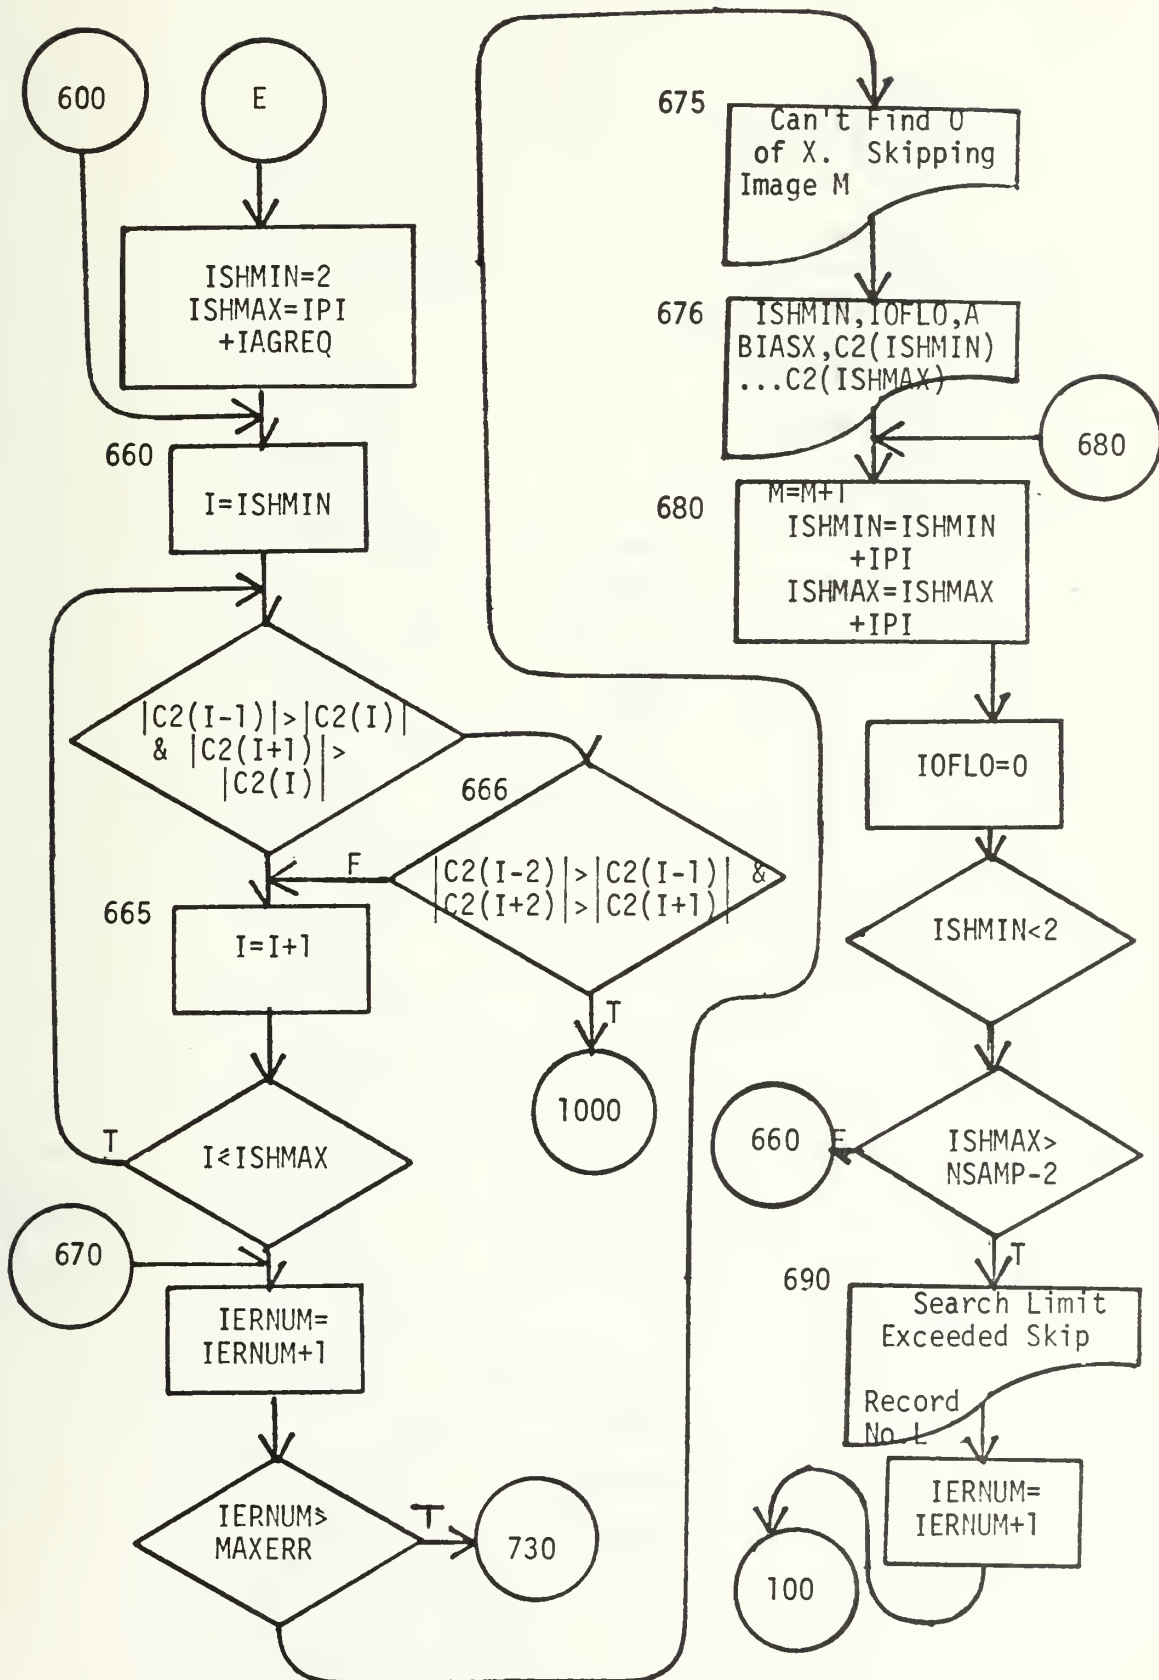 600
E
ISHMIN=2
ISHMAX=IPI
+IAGREQ
660
I=ISHMIN
|C2(I-1)|>|C2(I)|
& |C2(I+1)|>
|C2(I)|
666
|C2(I-2)|>|C2(I-1)| &
|C2(I+2)|>|C2(I+1)|
F
T
1000
665
I=I+1
I≤ISHMAX
T
670
IERNUM=
IERNUM+1
IERNUM≥
MAXERR
T
730
675
Can't Find O
of X. Skipping
Image M
676
ISHMIN,IOFLO,A
BIASX,C2(ISHMIN)
...C2(ISHMAX)
680
680
M=M+1
ISHMIN=ISHMIN
+IPI
ISHMAX=ISHMAX
+IPI
IOFLO=0
ISHMIN<2
ISHMAX>
NSAMP-2
F
660
T
690
Search Limit
Exceeded Skip
Record
No.L
IERNUM=
IERNUM+1
100